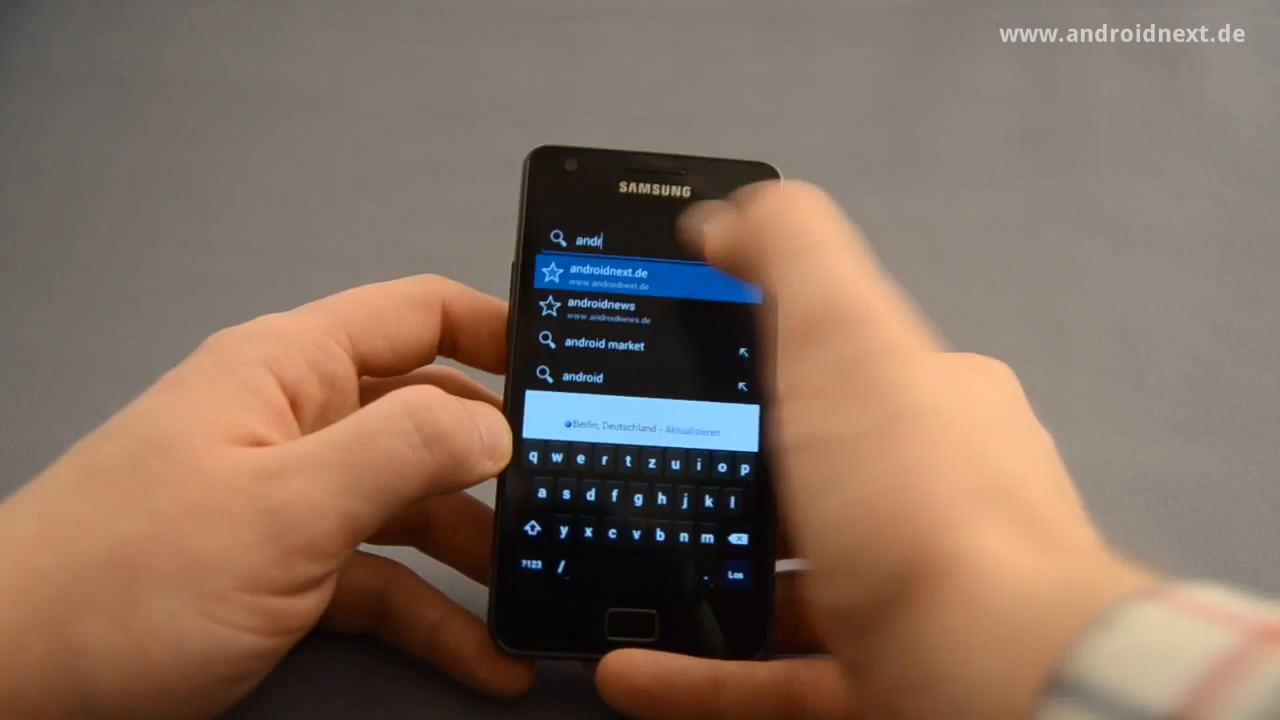 www.androidnext.de
SAMSUNG
andr
androidnext.de
www.androidnext.de
androidnews
www.androidnews.de
android market
android
Berlin, Deutschland - Aktualisieren
q w e r t z u i o p
a s d f g h j k l
y x c v b n m
?123 / . Los